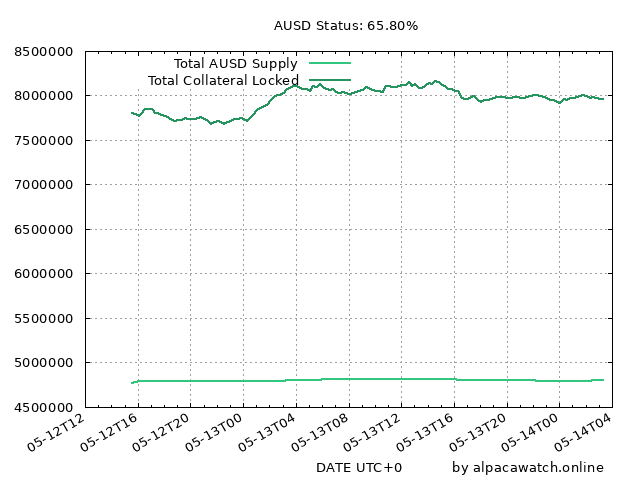 AUSD Status: 65.80%
8500000
Total AUSD Supply
Total Collateral Locked
8000000
7500000
7000000
6500000
6000000
5500000
5000000
4500000
05-12T12
05-12T16
05-12T20
05-13T00
05-13T04
05-13T08
05-13T12
05-13T16
05-13T20
05-14T00
05-14T04
DATE UTC+0
by alpacawatch.online